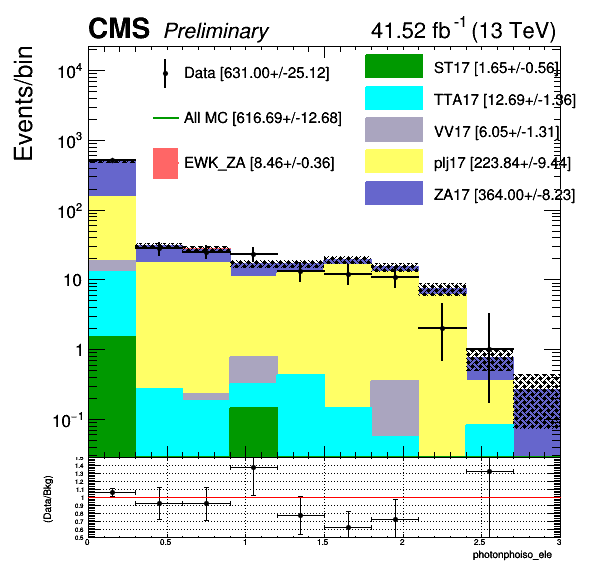 CMS Preliminary 41.52 fb⁻¹ (13 TeV)
Events/bin
10⁴
10³
10²
10
1
10⁻¹
Data [631.00+/-25.12]
All MC [616.69+/-12.68]
EWK_ZA [8.46+/-0.36]
ST17 [1.65+/-0.56]
TTA17 [12.69+/-1.36]
VV17 [6.05+/-1.31]
plj17 [223.84+/-9.44]
ZA17 [364.00+/-8.23]
(Data/Bkg)
1.5
1.4
1.3
1.2
1.1
1
0.9
0.8
0.7
0.6
0.5
0 0.5 1 1.5 2 2.5 3
photonphoiso_ele